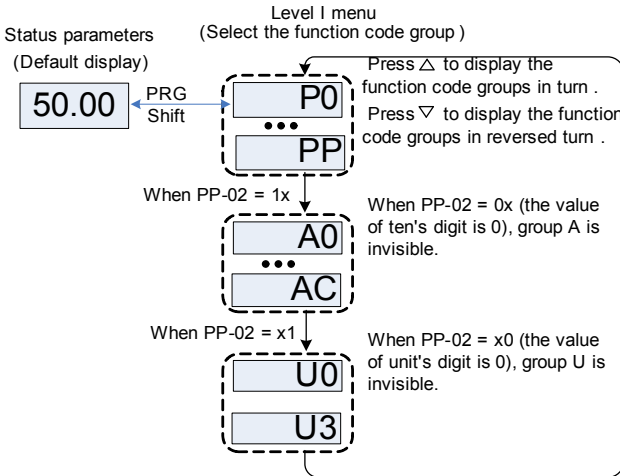 Level I menu
Status parameters
(Select the function code group )
(Default display)
50.00
PRG
Shift
P0
•••
PP
Press △ to display the
function code groups in turn .
Press ▽ to display the function
code groups in reversed turn .
When PP-02 = 1x
A0
•••
AC
When PP-02 = 0x (the value
of ten's digit is 0), group A is
invisible.
When PP-02 = x1
U0
U3
When PP-02 = x0 (the value
of unit's digit is 0), group U is
invisible.